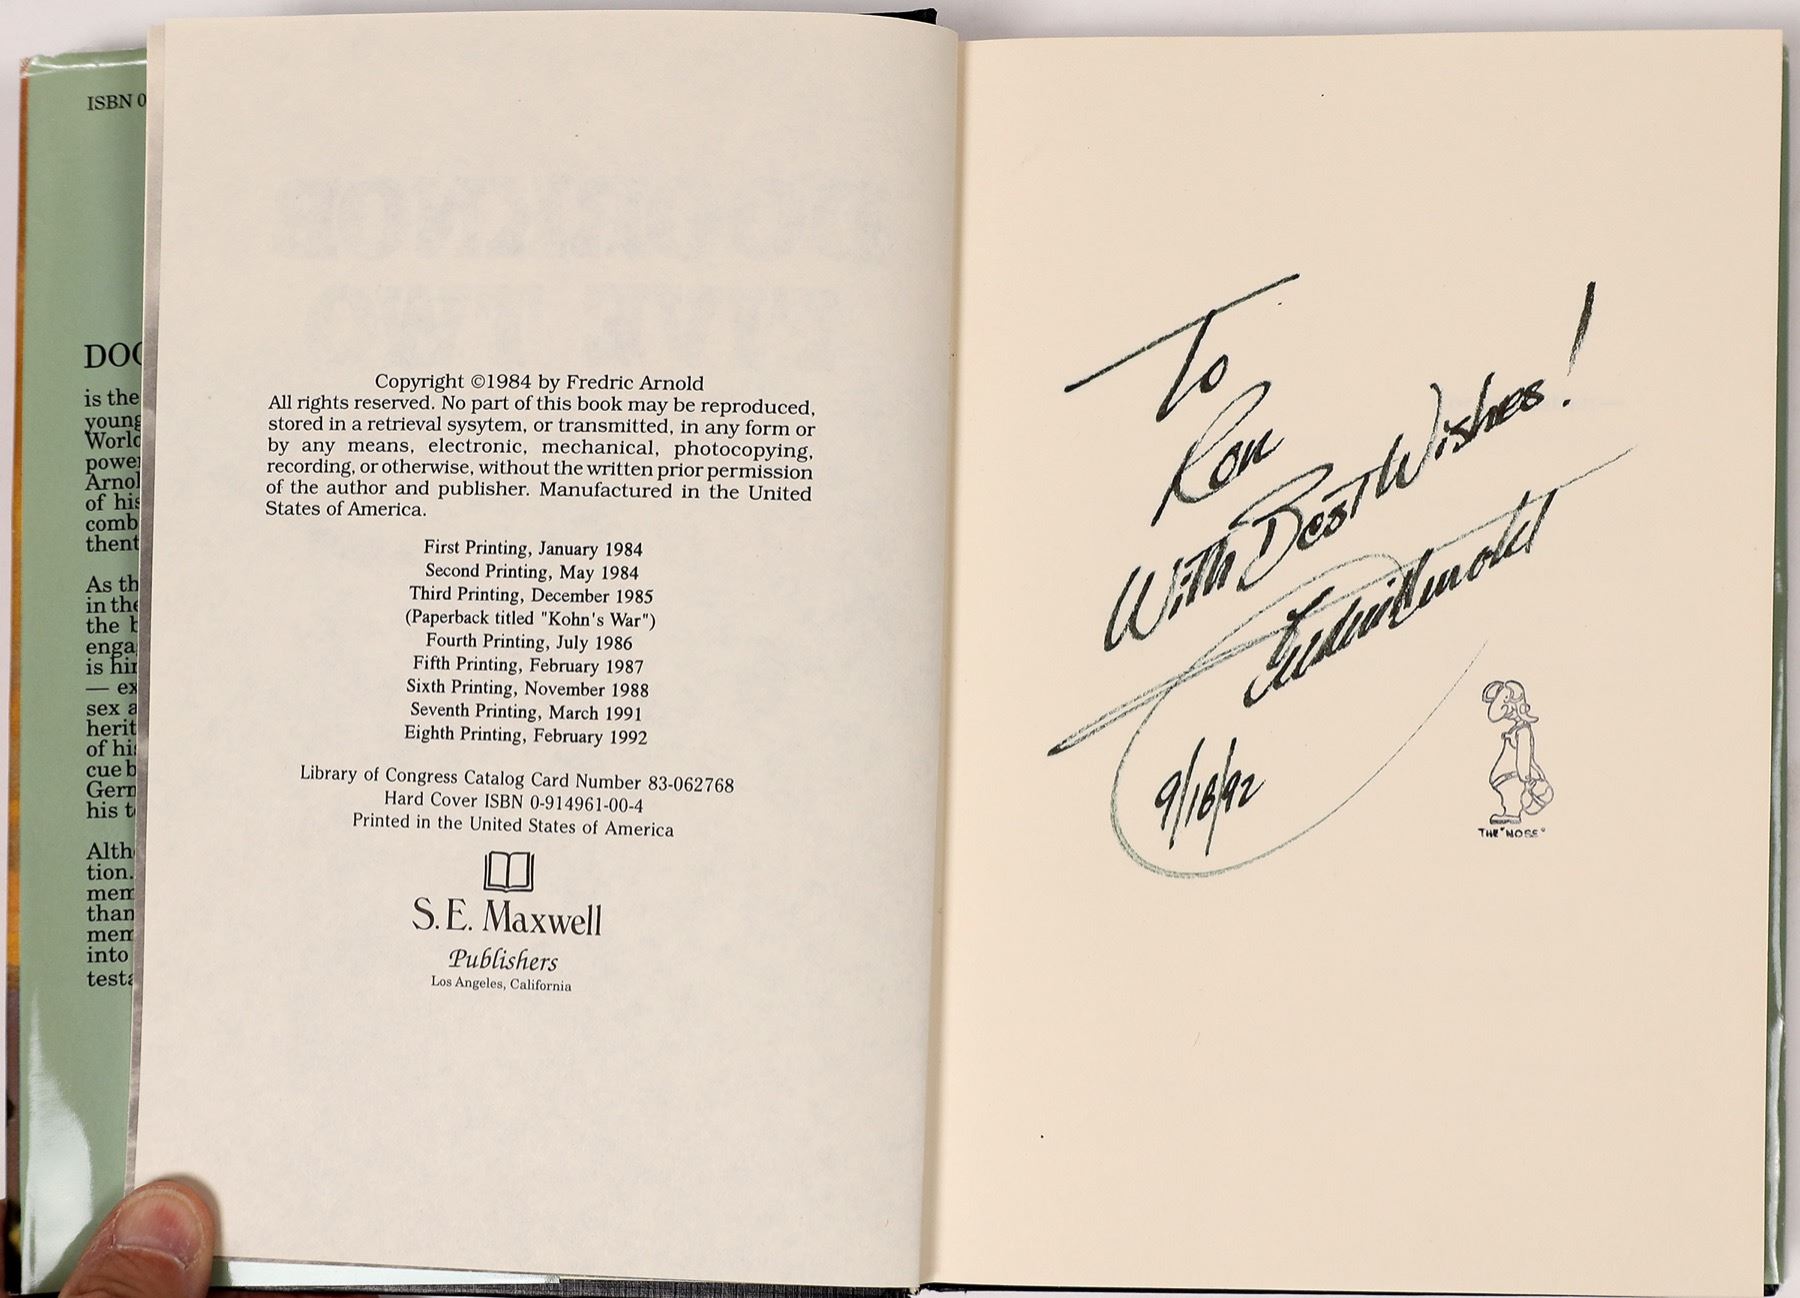 ISBN 0
DOO
is the
young
World
power
Arnol
of his
comb
thent
As th
in the
the b
enga
is hin
— ex
sex a
herit
of hi
cue b
Germ
his t
Alth
tion.
mem
than
mem
into
testa
Copyright ©1984 by Fredric Arnold
All rights reserved. No part of this book may be reproduced,
stored in a retrieval sysytem, or transmitted, in any form or
by any means, electronic, mechanical, photocopying,
recording, or otherwise, without the written prior permission
of the author and publisher. Manufactured in the United
States of America.
First Printing, January 1984
Second Printing, May 1984
Third Printing, December 1985
(Paperback titled "Kohn's War")
Fourth Printing, July 1986
Fifth Printing, February 1987
Sixth Printing, November 1988
Seventh Printing, March 1991
Eighth Printing, February 1992
Library of Congress Catalog Card Number 83-062768
Hard Cover ISBN 0-914961-00-4
Printed in the United States of America
S.E. Maxwell
Publishers
Los Angeles, California
To
Ron
With Best Wishes!
Fredric Arnold
9/18/92
THE "NOSE"